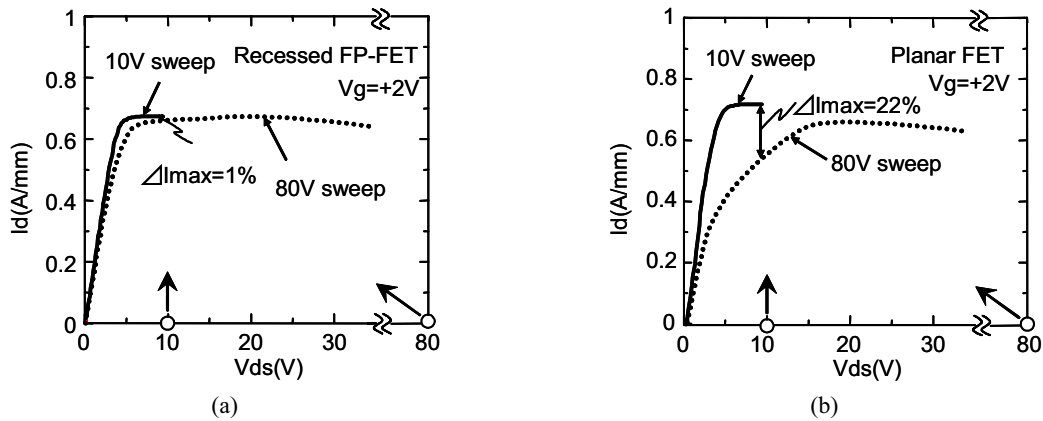 1
0.8
0.6
0.4
0.2
0
Id(A/mm)
10V sweep
Recessed FP-FET
Vg=+2V
⊿Imax=1%
80V sweep
0 10 20 30 80
Vds(V)
(a)
1
0.8
0.6
0.4
0.2
0
Id(A/mm)
10V sweep
Planar FET
Vg=+2V
⊿Imax=22%
80V sweep
0 10 20 30 80
Vds(V)
(b)